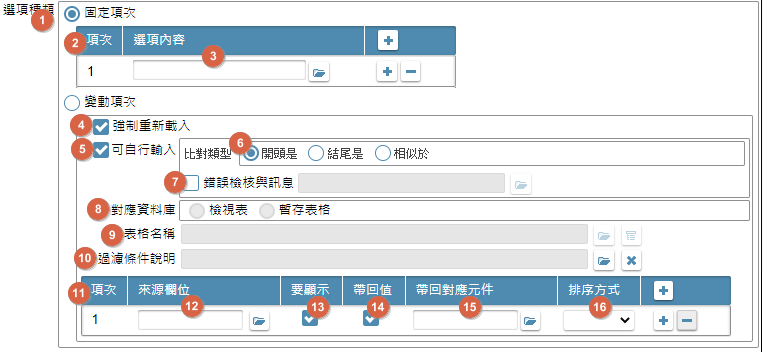 選項種類 1 固定項次
2 項次 選項內容
1 3
變動項次
4 強制重新載入
5 可自行輸入 比對類型 6 開頭是 結尾是 相似於
7 錯誤檢核與訊息
8 對應資料庫 檢視表 暫存表格
9 表格名稱
10 過濾條件說明
11 項次 來源欄位 要顯示 帶回值 帶回對應元件 排序方式
1 12 13 14 15 16